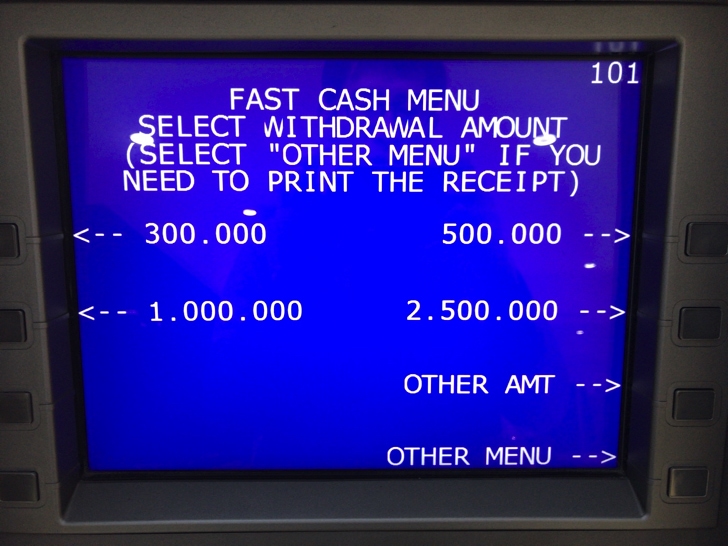 101
FAST CASH MENU
SELECT WITHDRAWAL AMOUNT
(SELECT "OTHER MENU" IF YOU
NEED TO PRINT THE RECEIPT)
<-- 300.000 500.000 -->
<-- 1.000.000 2.500.000 -->
OTHER AMT -->
OTHER MENU -->